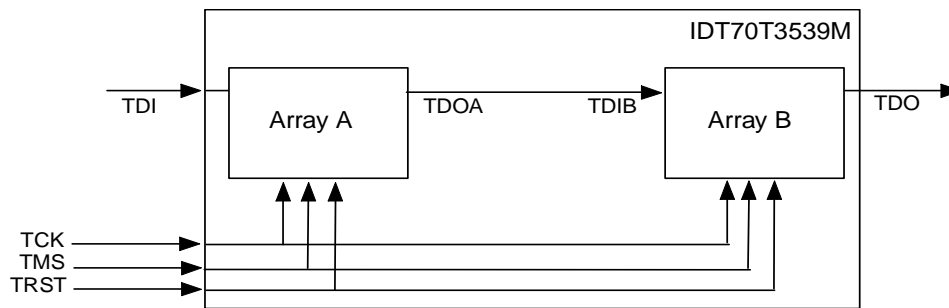 IDT70T3539M
Array A
Array B
TDI
TDOA
TDIB
TDO
TCK
TMS
TRST